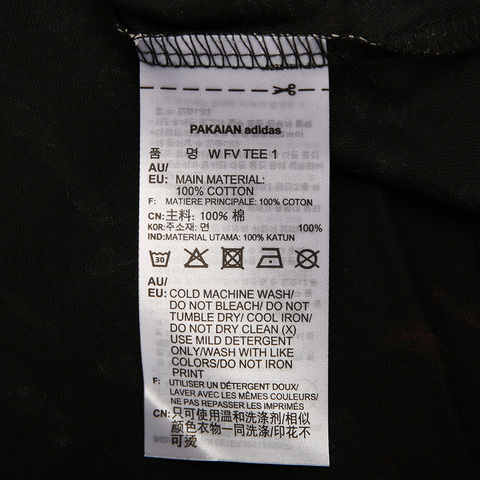 PAKAIAN adidas
품 명 W FV TEE 1
AU/
EU: MAIN MATERIAL:
100% COTTON
F: MATIERE PRINCIPALE: 100% COTON
CN: 主料: 100% 棉
KOR: 주소재: 면 100%
IND: MATERIAL UTAMA: 100% KATUN
30
AU/
EU: COLD MACHINE WASH/
DO NOT BLEACH/ DO NOT
TUMBLE DRY/ COOL IRON/
DO NOT DRY CLEAN (X)
USE MILD DETERGENT
ONLY/WASH WITH LIKE
COLORS/DO NOT IRON
PRINT
F: UTILISER UN DÉTERGENT DOUX/
LAVER AVEC LES MÊMES COULEURS/
NE PAS REPASSER LES IMPRIMÉS
CN: 只可使用温和洗涤剂/相似
颜色衣物一同洗涤/印花不
可烫